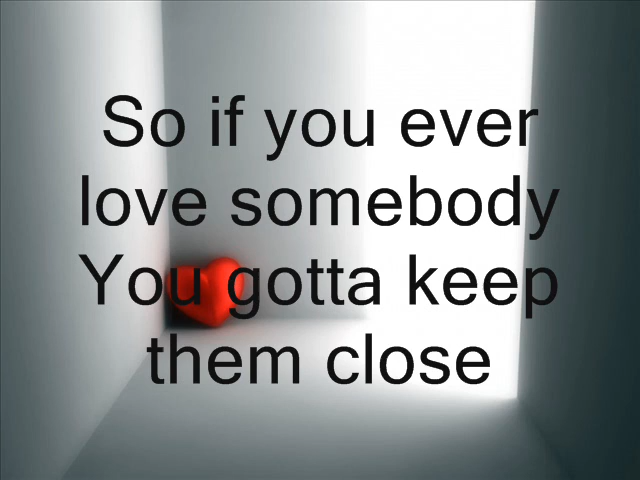 So if you ever
love somebody
You gotta keep
them close